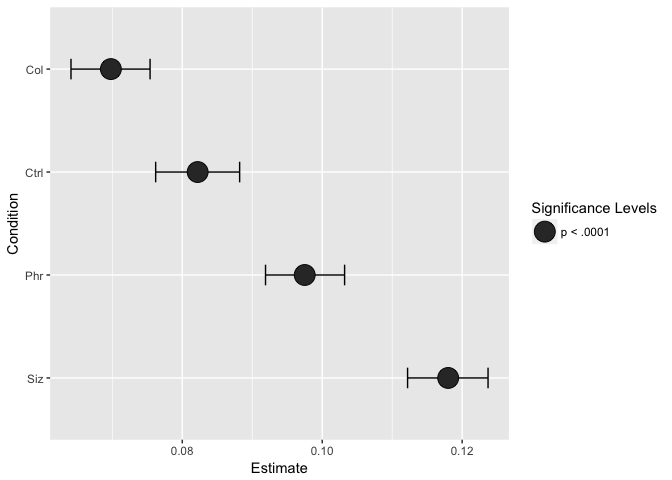 Col
Ctrl
Phr
Siz
Condition
0.08 0.10 0.12
Estimate
Significance Levels
p < .0001